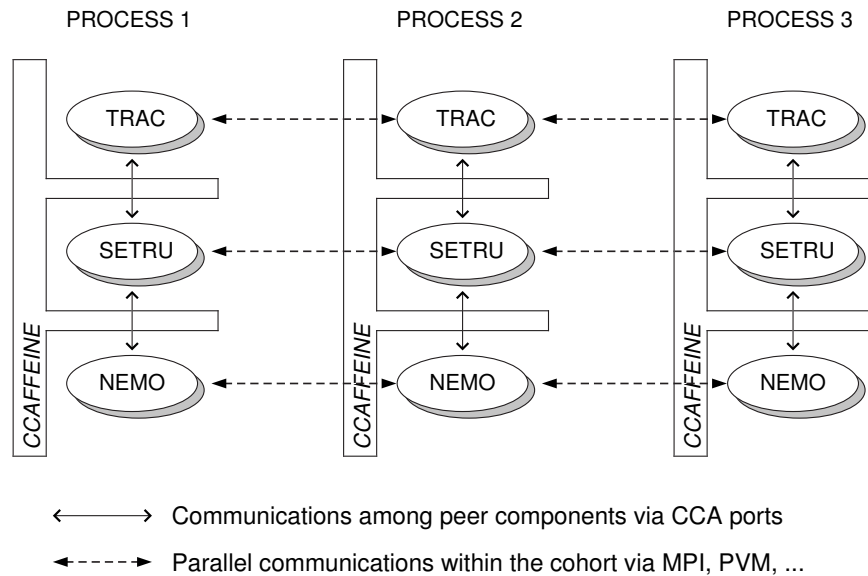 PROCESS 1 PROCESS 2 PROCESS 3
TRAC TRAC TRAC
SETRU SETRU SETRU
CCAFFEINE CCAFFEINE CCAFFEINE
NEMO NEMO NEMO
Communications among peer components via CCA ports
Parallel communications within the cohort via MPI, PVM, ...